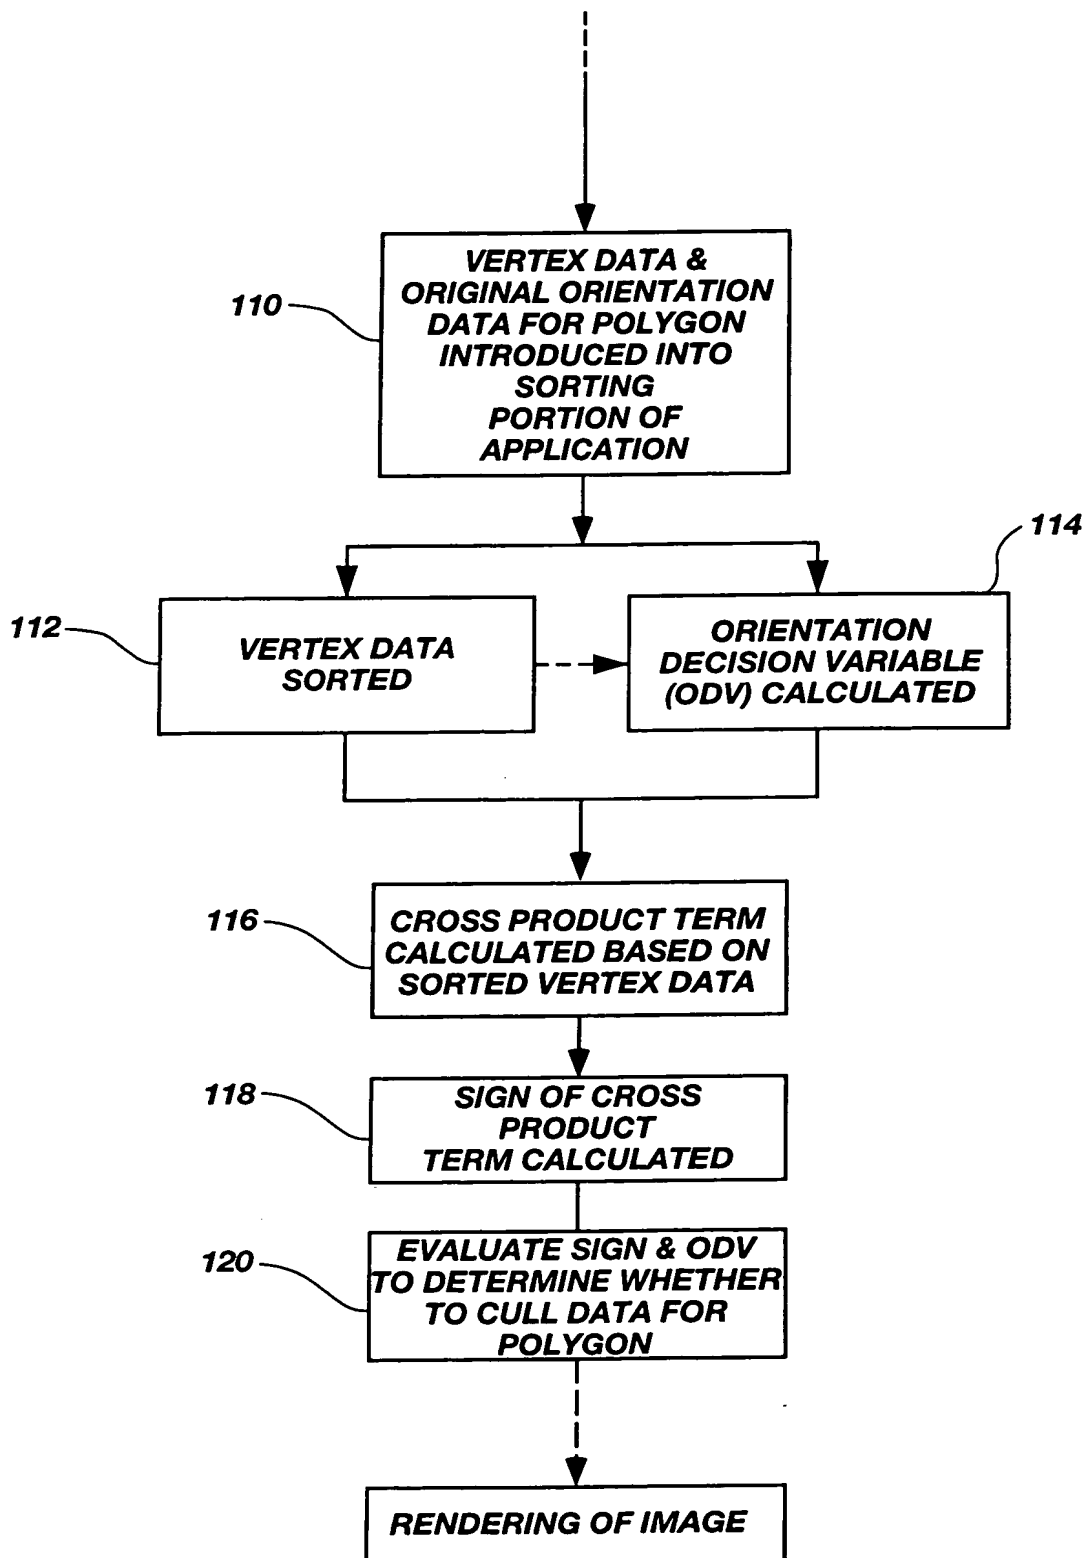 110
VERTEX DATA &
ORIGINAL ORIENTATION
DATA FOR POLYGON
INTRODUCED INTO
SORTING
PORTION OF
APPLICATION
112
VERTEX DATA
SORTED
114
ORIENTATION
DECISION VARIABLE
(ODV) CALCULATED
116
CROSS PRODUCT TERM
CALCULATED BASED ON
SORTED VERTEX DATA
118
SIGN OF CROSS
PRODUCT
TERM CALCULATED
120
EVALUATE SIGN & ODV
TO DETERMINE WHETHER
TO CULL DATA FOR
POLYGON
RENDERING OF IMAGE